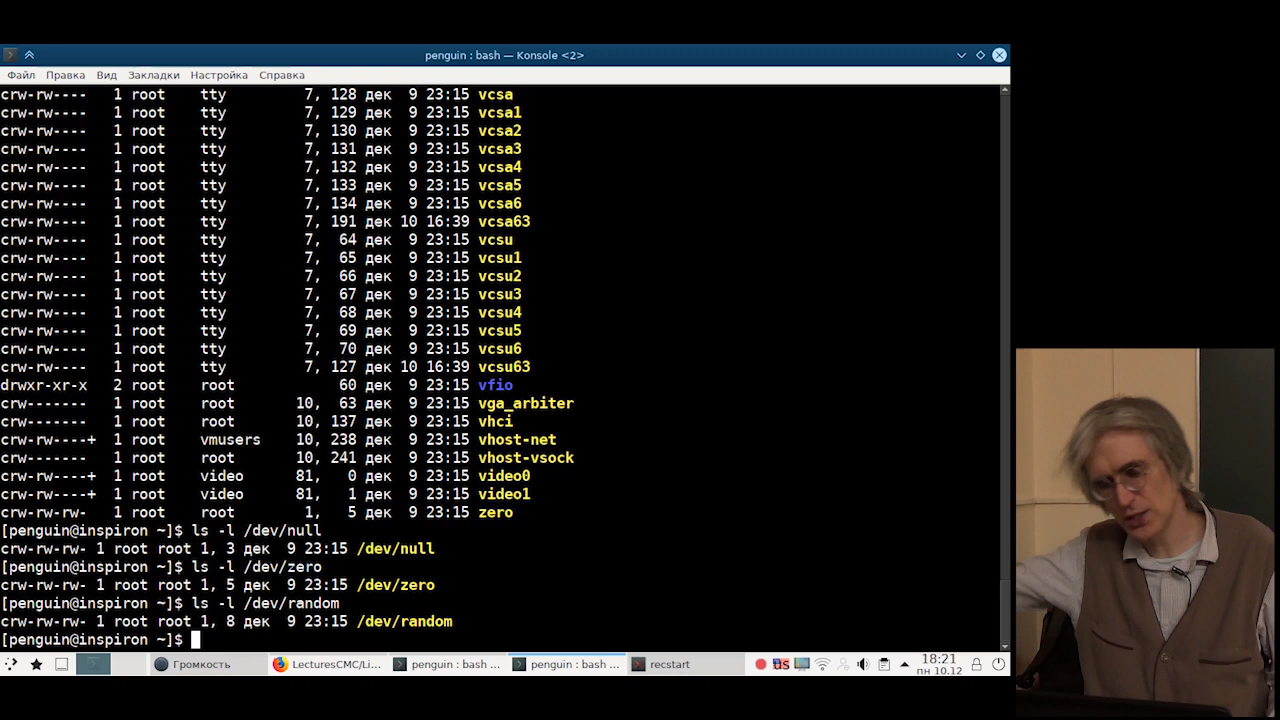 penguin : bash — Konsole <2>
Файл Правка Вид Закладки Настройка Справка
crw-rw---- 1 root tty 7, 128 дек 9 23:15 vcsa
crw-rw---- 1 root tty 7, 129 дек 9 23:15 vcsa1
crw-rw---- 1 root tty 7, 130 дек 9 23:15 vcsa2
crw-rw---- 1 root tty 7, 131 дек 9 23:15 vcsa3
crw-rw---- 1 root tty 7, 132 дек 9 23:15 vcsa4
crw-rw---- 1 root tty 7, 133 дек 9 23:15 vcsa5
crw-rw---- 1 root tty 7, 134 дек 9 23:15 vcsa6
crw-rw---- 1 root tty 7, 191 дек 10 16:39 vcsa63
crw-rw---- 1 root tty 7, 64 дек 9 23:15 vcsu
crw-rw---- 1 root tty 7, 65 дек 9 23:15 vcsu1
crw-rw---- 1 root tty 7, 66 дек 9 23:15 vcsu2
crw-rw---- 1 root tty 7, 67 дек 9 23:15 vcsu3
crw-rw---- 1 root tty 7, 68 дек 9 23:15 vcsu4
crw-rw---- 1 root tty 7, 69 дек 9 23:15 vcsu5
crw-rw---- 1 root tty 7, 70 дек 9 23:15 vcsu6
crw-rw---- 1 root tty 7, 127 дек 10 16:39 vcsu63
drwxr-xr-x 2 root root 60 дек 9 23:15 vfio
crw------- 1 root root 10, 63 дек 9 23:15 vga_arbiter
crw------- 1 root root 10, 137 дек 9 23:15 vhci
crw-rw----+ 1 root vmusers 10, 238 дек 9 23:15 vhost-net
crw------- 1 root root 10, 241 дек 9 23:15 vhost-vsock
crw-rw----+ 1 root video 81, 0 дек 9 23:15 video0
crw-rw----+ 1 root video 81, 1 дек 9 23:15 video1
crw-rw-rw- 1 root root 1, 5 дек 9 23:15 zero
[penguin@inspiron ~]$ ls -l /dev/null
crw-rw-rw- 1 root root 1, 3 дек 9 23:15 /dev/null
[penguin@inspiron ~]$ ls -l /dev/zero
crw-rw-rw- 1 root root 1, 5 дек 9 23:15 /dev/zero
[penguin@inspiron ~]$ ls -l /dev/random
crw-rw-rw- 1 root root 1, 8 дек 9 23:15 /dev/random
[penguin@inspiron ~]$
Громкость LecturesCMC/Li... penguin : bash ... penguin : bash ... recstart us 18:21
пн 10.12